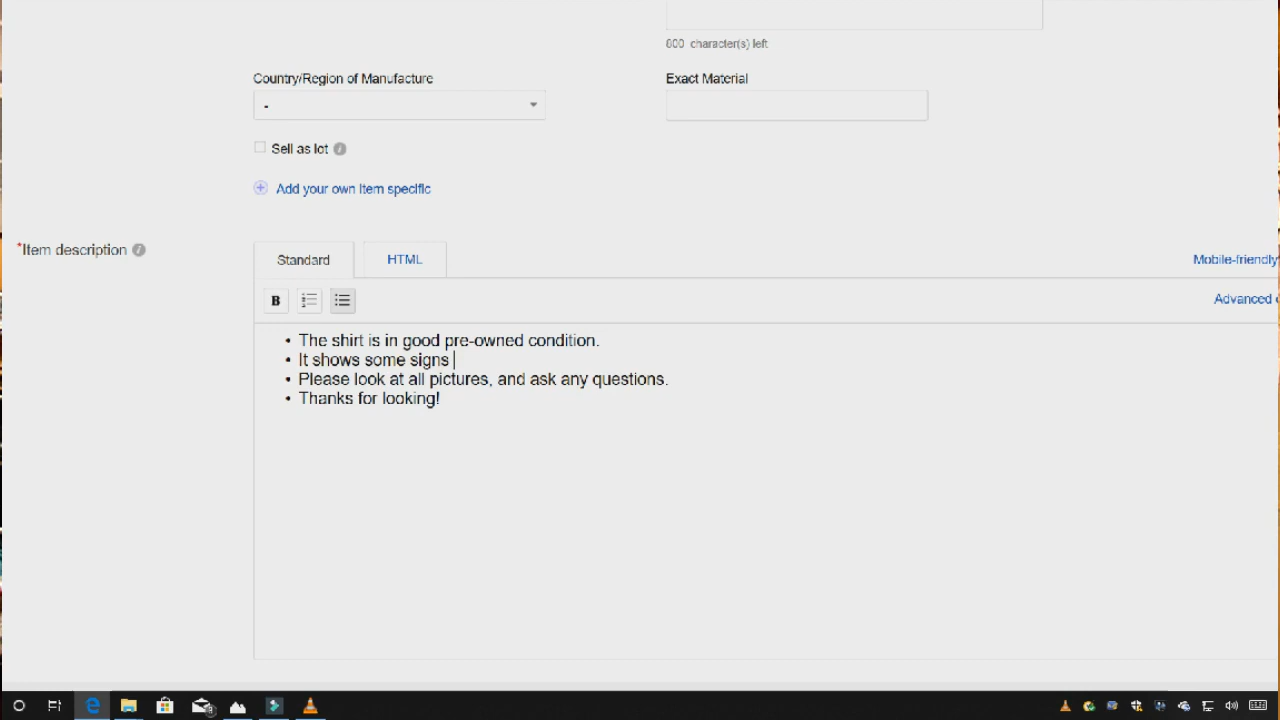 800 character(s) left
Country/Region of Manufacture
Exact Material
-
Sell as lot
Add your own item specific
*Item description
Standard
HTML
Mobile-friendly
B
Advanced
The shirt is in good pre-owned condition.
It shows some signs
Please look at all pictures, and ask any questions.
Thanks for looking!